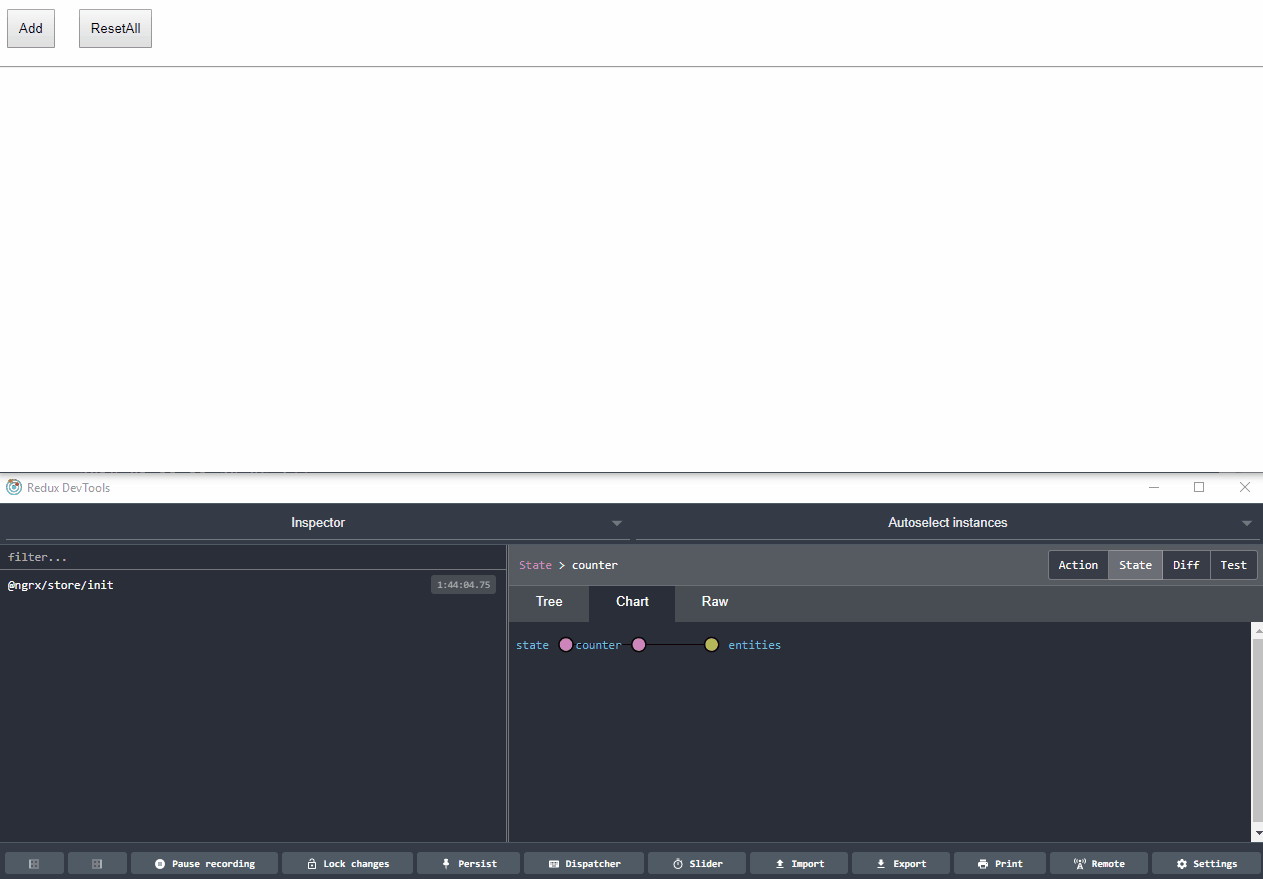 Add ResetAll
Redux DevTools
Inspector Autoselect instances
filter...
@ngrx/store/init 1:44:04.75
State > counter Action State Diff Test
Tree Chart Raw
state counter entities
Pause recording Lock changes Persist Dispatcher Slider Import Export Print Remote Settings